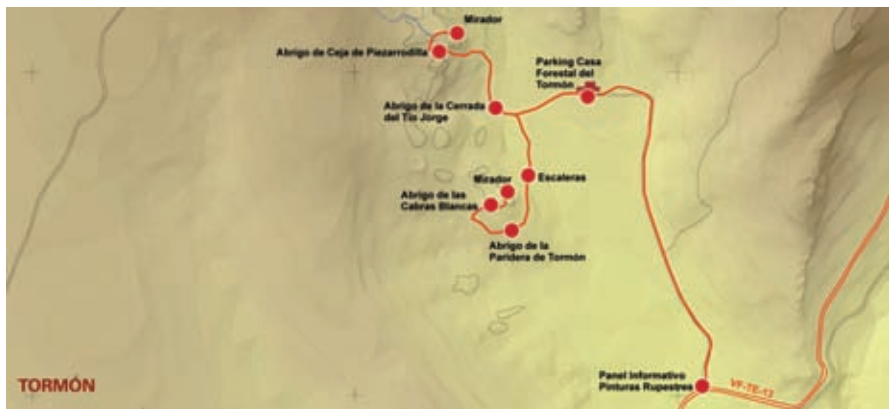 Mirador
Abrigo de Ceja de Piezarrodilla
Parking Casa
Forestal del
Tormón
Abrigo de la Cerrada
del Tío Jorge
Mirador
Escaleras
Abrigo de las
Cabras Blancas
Abrigo de la
Paridera de Tormón
TORMÓN
Panel Informativo
Pinturas Rupestres
VF-TE-13